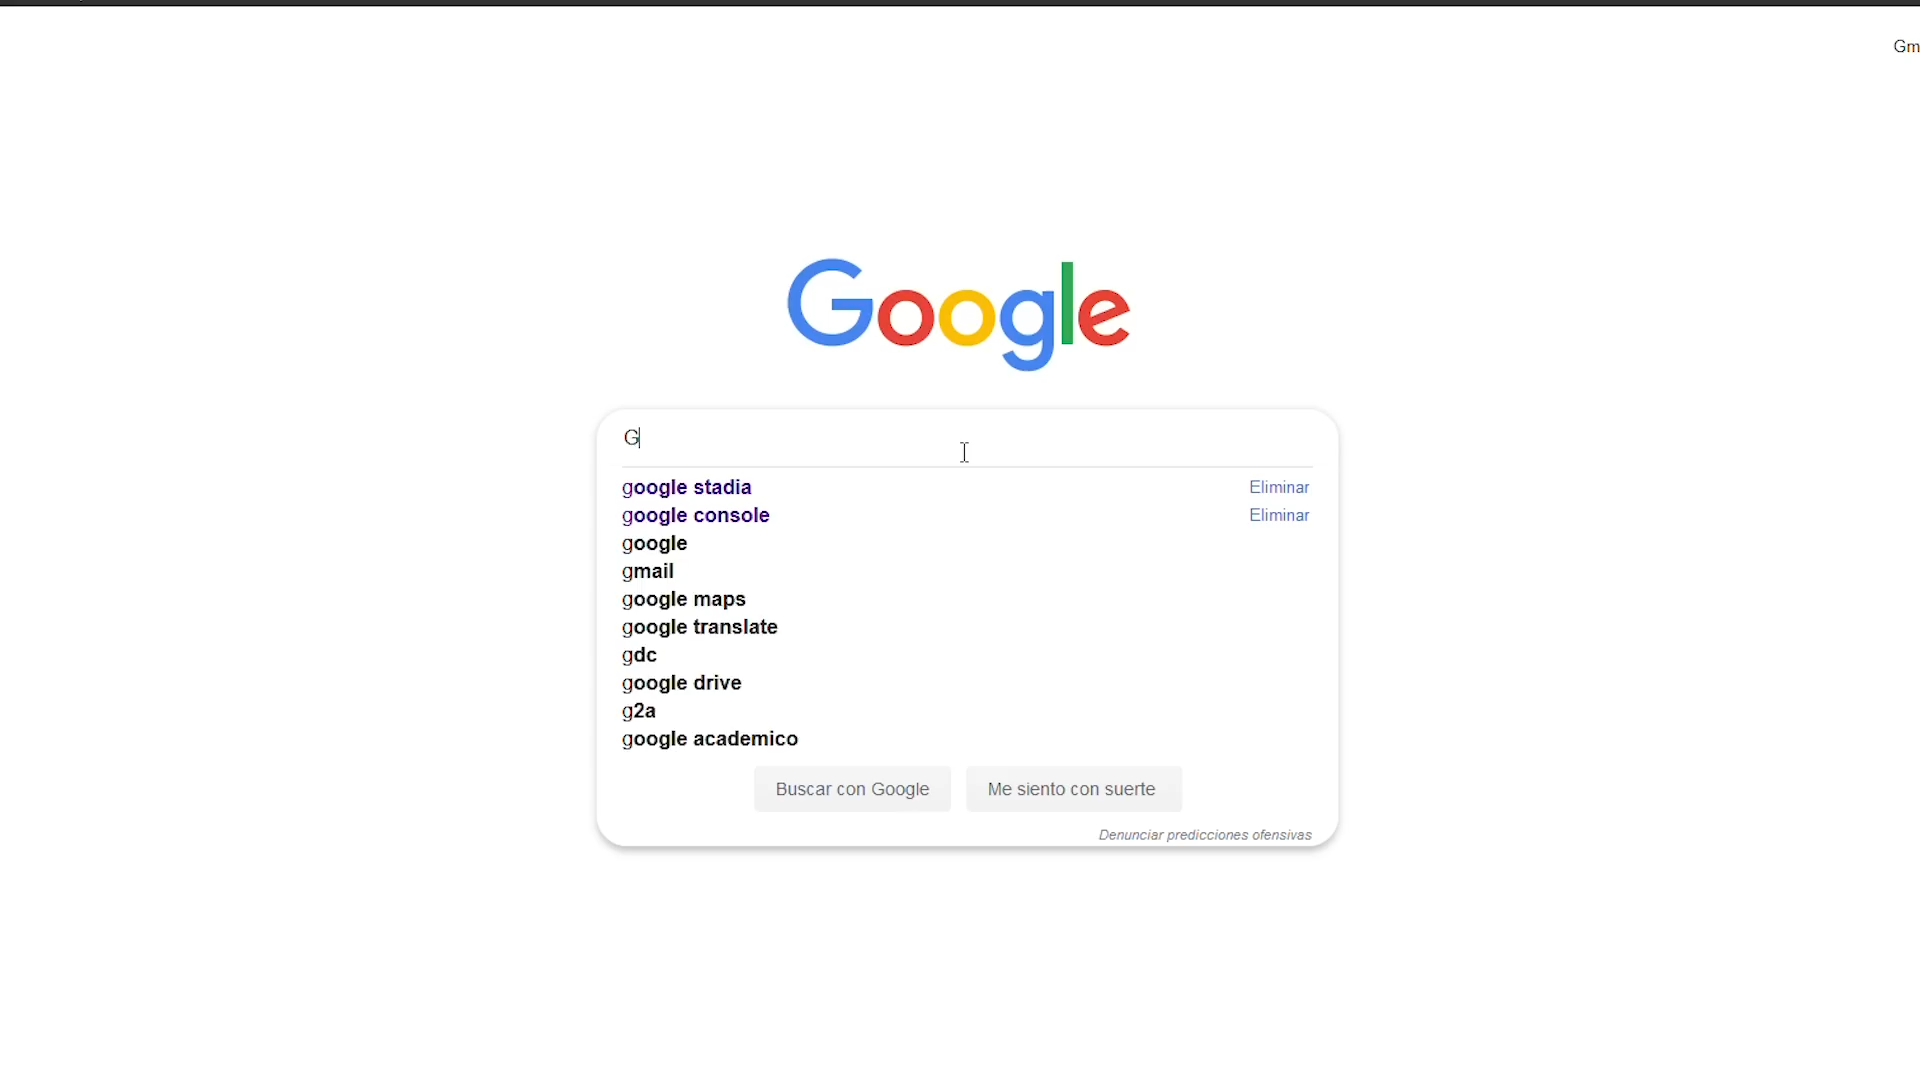 Gm
Google
G
google stadia Eliminar
google console Eliminar
google
gmail
google maps
google translate
gdc
google drive
g2a
google academico
Buscar con Google Me siento con suerte
Denunciar predicciones ofensivas